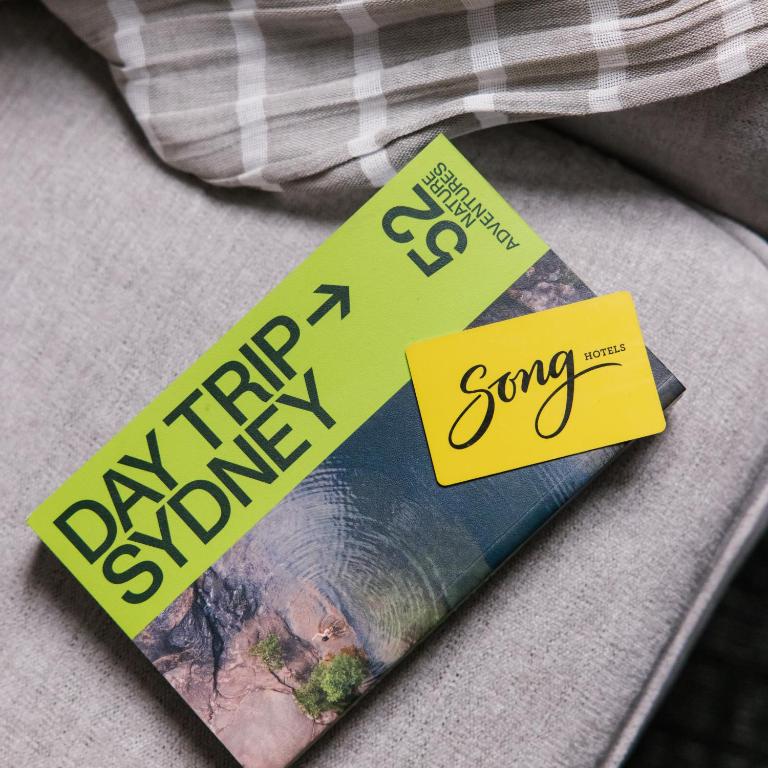 DAY TRIP →
SYDNEY
52
NATURE
ADVENTURES
Song
HOTELS